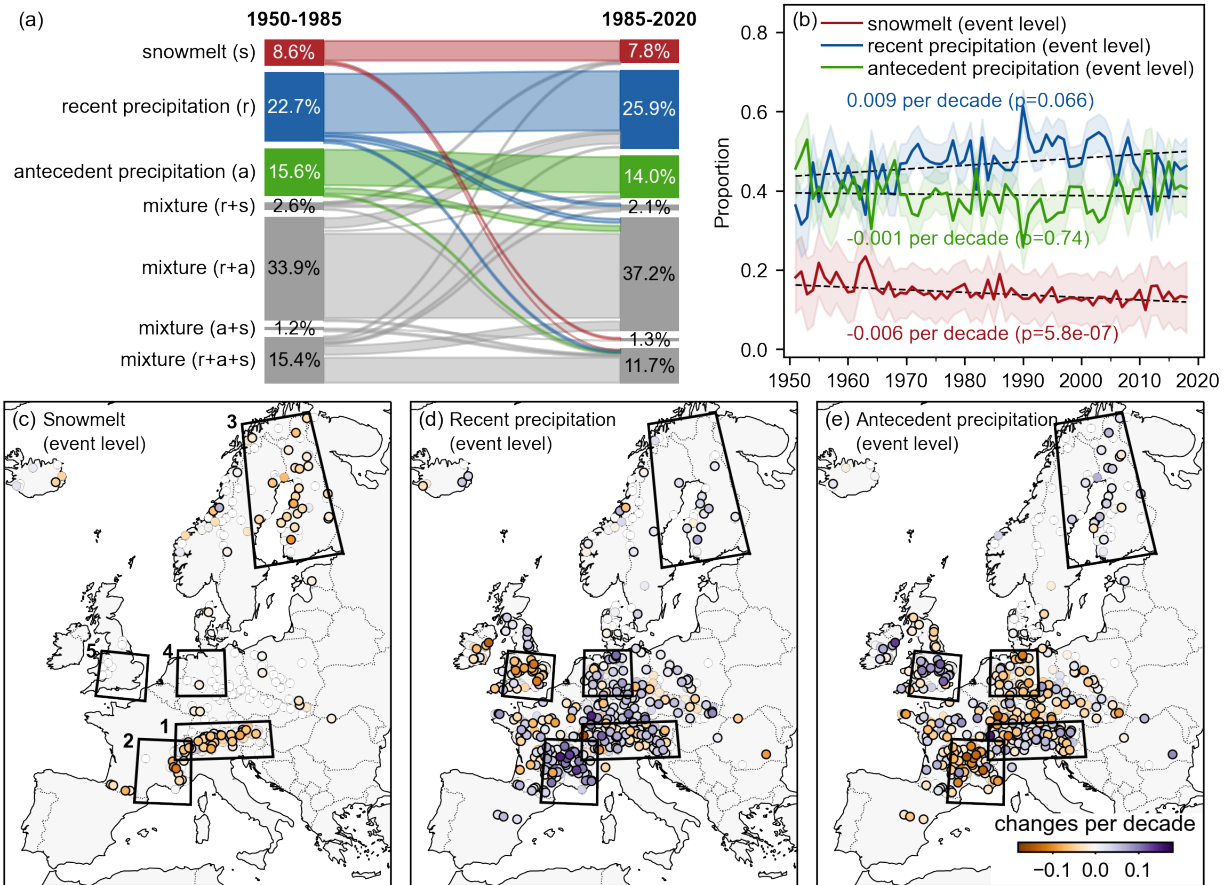 (a)
1950-1985
1985-2020
snowmelt (s)
8.6%
7.8%
recent precipitation (r)
22.7%
25.9%
antecedent precipitation (a)
15.6%
14.0%
mixture (r+s)
2.6%
2.1%
mixture (r+a)
33.9%
37.2%
mixture (a+s)
1.2%
1.3%
mixture (r+a+s)
15.4%
11.7%
(b)
snowmelt (event level)
recent precipitation (event level)
antecedent precipitation (event level)
0.009 per decade (p=0.066)
-0.001 per decade (p=0.74)
-0.006 per decade (p=5.8e-07)
Proportion
0.8
0.6
0.4
0.2
0.0
1950 1960 1970 1980 1990 2000 2010 2020
(c) Snowmelt
(event level)
3
5
4
1
2
(d) Recent precipitation
(event level)
(e) Antecedent precipitation
(event level)
changes per decade
−0.1 0.0 0.1